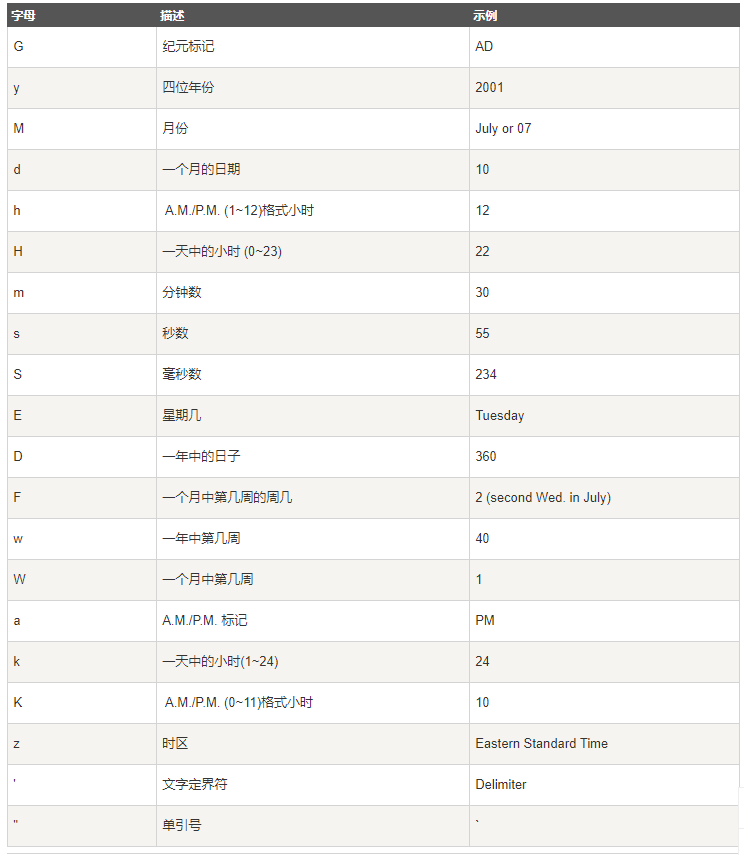 字母 描述 示例
G 纪元标记 AD
y 四位年份 2001
M 月份 July or 07
d 一个月的日期 10
h A.M./P.M. (1~12)格式小时 12
H 一天中的小时 (0~23) 22
m 分钟数 30
s 秒数 55
S 毫秒数 234
E 星期几 Tuesday
D 一年中的日子 360
F 一个月中第几周的周几 2 (second Wed. in July)
w 一年中第几周 40
W 一个月中第几周 1
a A.M./P.M. 标记 PM
k 一天中的小时(1~24) 24
K A.M./P.M. (0~11)格式小时 10
z 时区 Eastern Standard Time
' 文字定界符 Delimiter
" 单引号 `